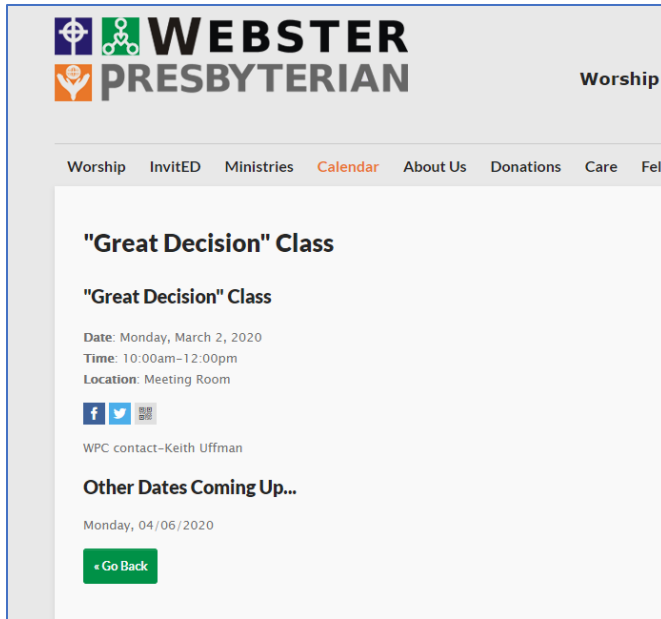 WEBSTER
PRESBYTERIAN
Worship
Worship InvitED Ministries Calendar About Us Donations Care Fel
"Great Decision" Class
"Great Decision" Class
Date: Monday, March 2, 2020
Time: 10:00am-12:00pm
Location: Meeting Room
f
WPC contact-Keith Uffman
Other Dates Coming Up...
Monday, 04/06/2020
« Go Back